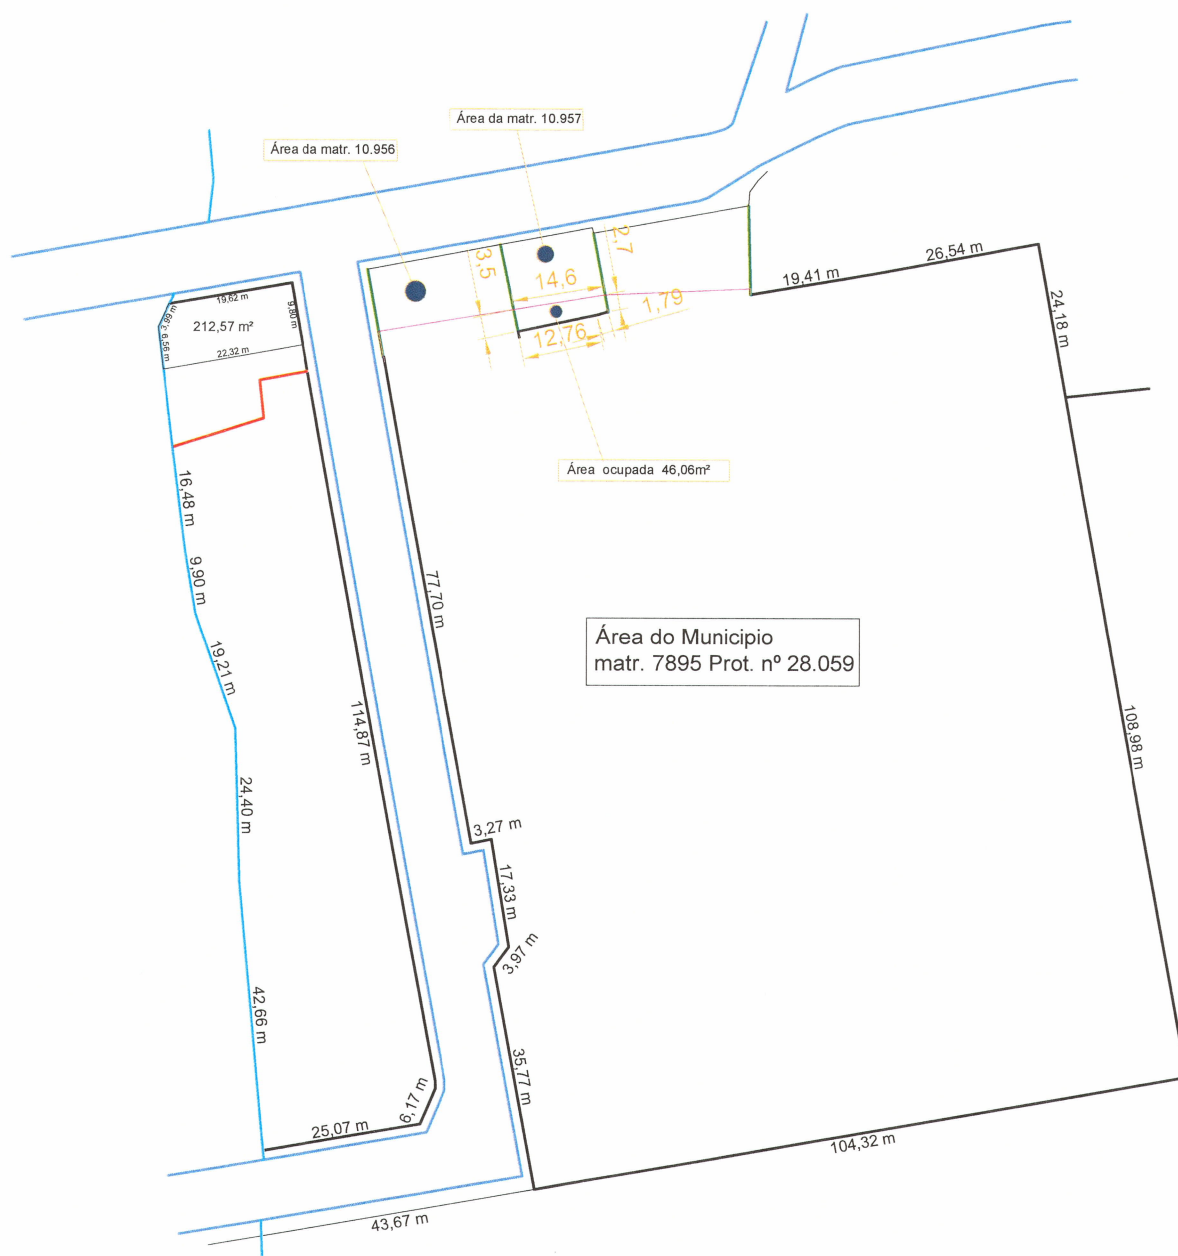 Área da matr. 10.957
Área da matr. 10.956
2,7
3,5
14,6
1,79
12,76
26,54 m
19,41 m
24,18 m
19,62 m
3,99 m
9,80 m
212,57 m²
6,56 m
22,32 m
Área ocupada 46,06m²
16,48 m
9,90 m
77,70 m
19,21 m
Área do Municipio
matr. 7895 Prot. nº 28.059
114,87 m
108,98 m
24,40 m
3,27 m
17,33 m
3,97 m
42,66 m
35,77 m
6,17 m
25,07 m
104,32 m
43,67 m